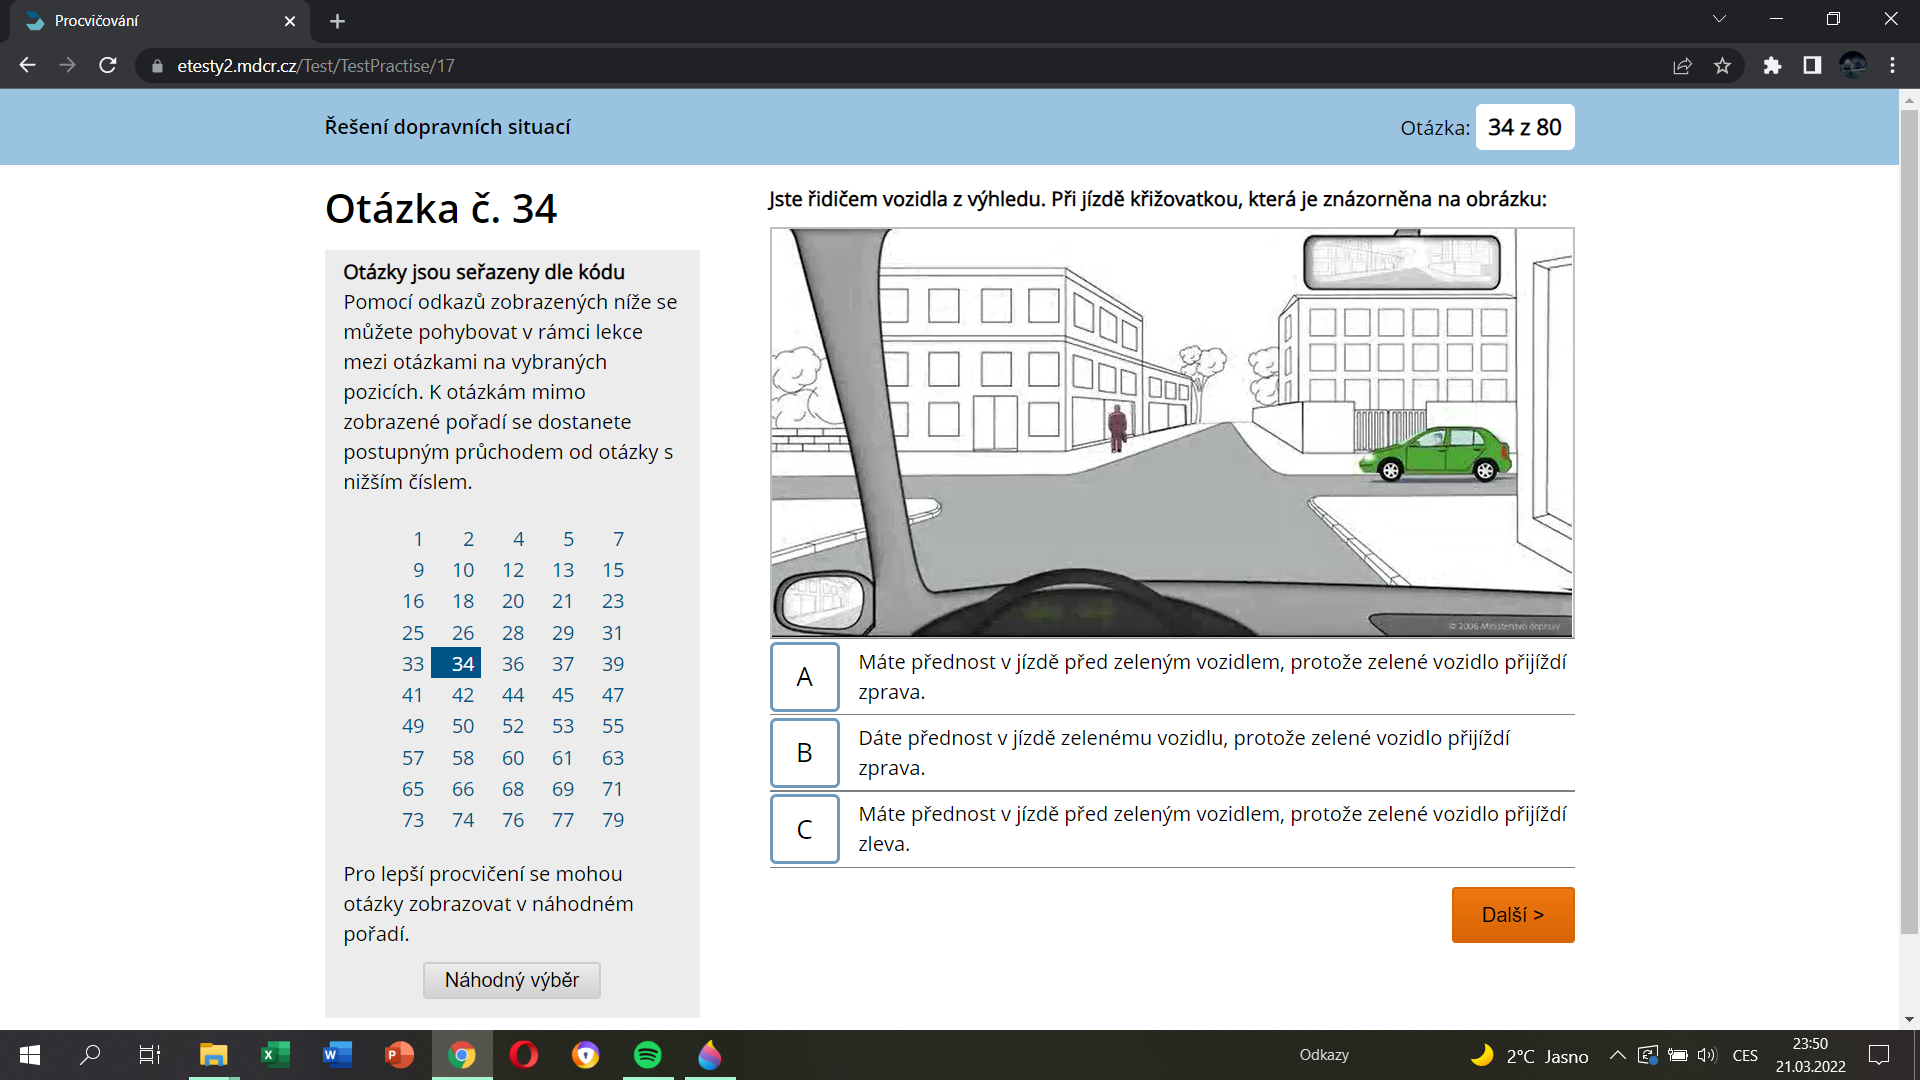 Procvičování
etesty2.mdcr.cz/Test/TestPractise/17
Řešení dopravních situací
Otázka: 34 z 80
Otázka č. 34
Otázky jsou seřazeny dle kódu
Pomocí odkazů zobrazených níže se
můžete pohybovat v rámci lekce
mezi otázkami na vybraných
pozicích. K otázkám mimo
zobrazené pořadí se dostanete
postupným průchodem od otázky s
nižším číslem.
1 2 4 5 7
9 10 12 13 15
16 18 20 21 23
25 26 28 29 31
33 34 36 37 39
41 42 44 45 47
49 50 52 53 55
57 58 60 61 63
65 66 68 69 71
73 74 76 77 79
Pro lepší procvičení se mohou
otázky zobrazovat v náhodném
pořadí.
Náhodný výběr
Jste řidičem vozidla z výhledu. Při jízdě křižovatkou, která je znázorněna na obrázku:
© 2006 Ministerstvo dopravy
A
Máte přednost v jízdě před zeleným vozidlem, protože zelené vozidlo přijíždí
zprava.
B
Dáte přednost v jízdě zelenému vozidlu, protože zelené vozidlo přijíždí
zprava.
C
Máte přednost v jízdě před zeleným vozidlem, protože zelené vozidlo přijíždí
zleva.
Další >
Odkazy
2°C Jasno
CES
23:50
21.03.2022